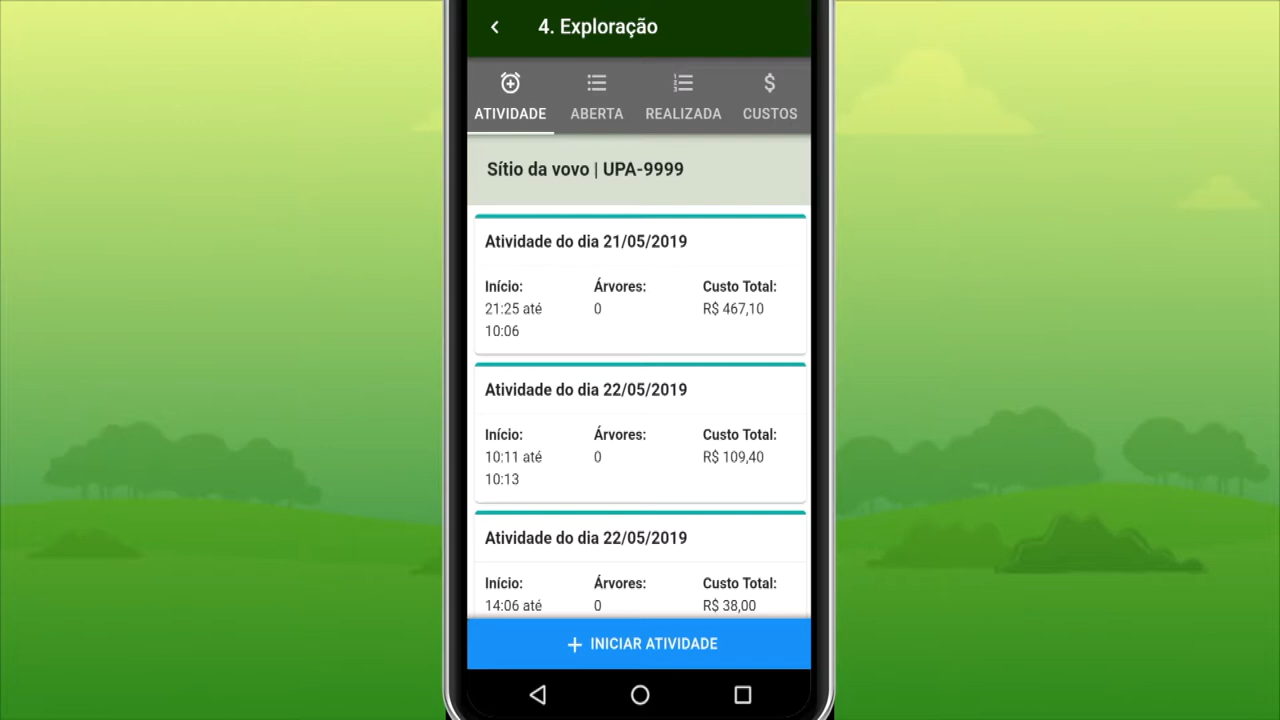 4. Exploração
ATIVIDADE ABERTA REALIZADA CUSTOS
Sítio da vovo | UPA-9999
Atividade do dia 21/05/2019
Início: Árvores: Custo Total:
21:25 até 0 R$ 467,10
10:06
Atividade do dia 22/05/2019
Início: Árvores: Custo Total:
10:11 até 0 R$ 109,40
10:13
Atividade do dia 22/05/2019
Início: Árvores: Custo Total:
14:06 até 0 R$ 38,00
+ INICIAR ATIVIDADE